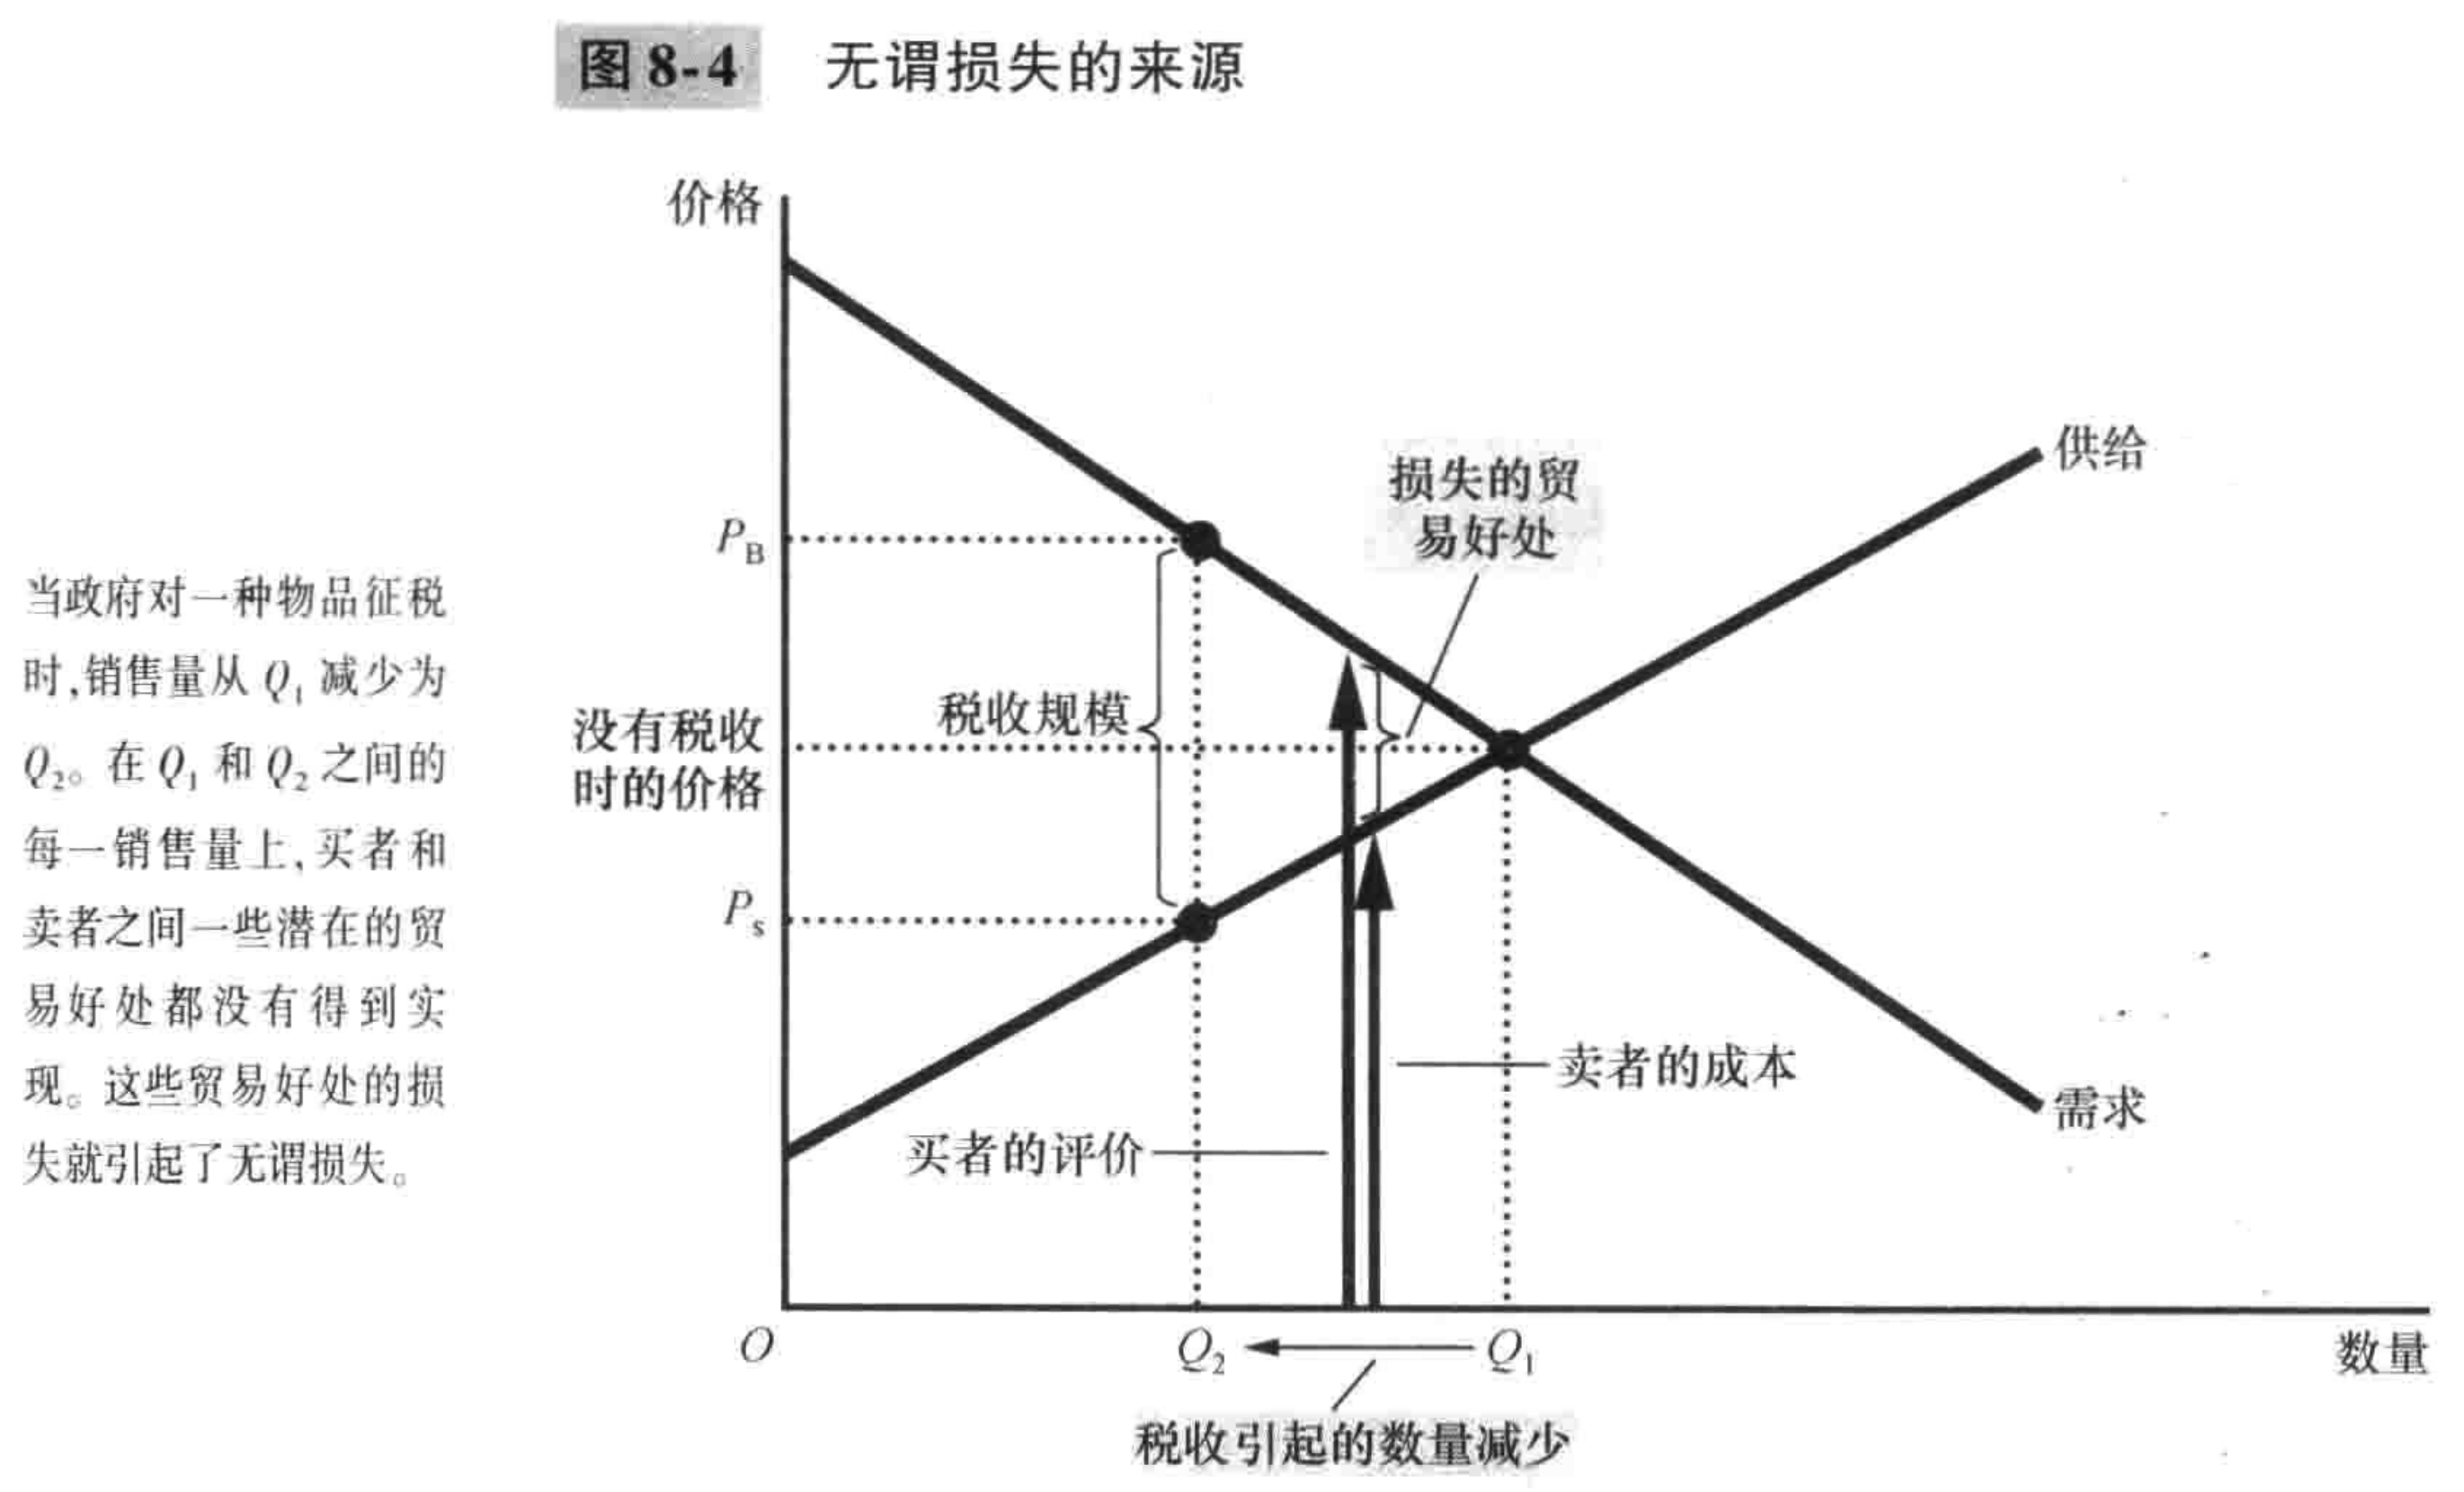 图 8-4 无谓损失的来源
价格
供给
损失的贸
易好处
P_B
当政府对一种物品征税
时,销售量从 Q₁ 减少为
Q₂。在 Q₁ 和 Q₂ 之间的
每一销售量上,买者和
卖者之间一些潜在的贸
易好处都没有得到实
现。这些贸易好处的损
失就引起了无谓损失。
税收规模
没有税收
时的价格
Pₛ
卖者的成本
需求
买者的评价
O
Q₂
Q₁
数量
税收引起的数量减少